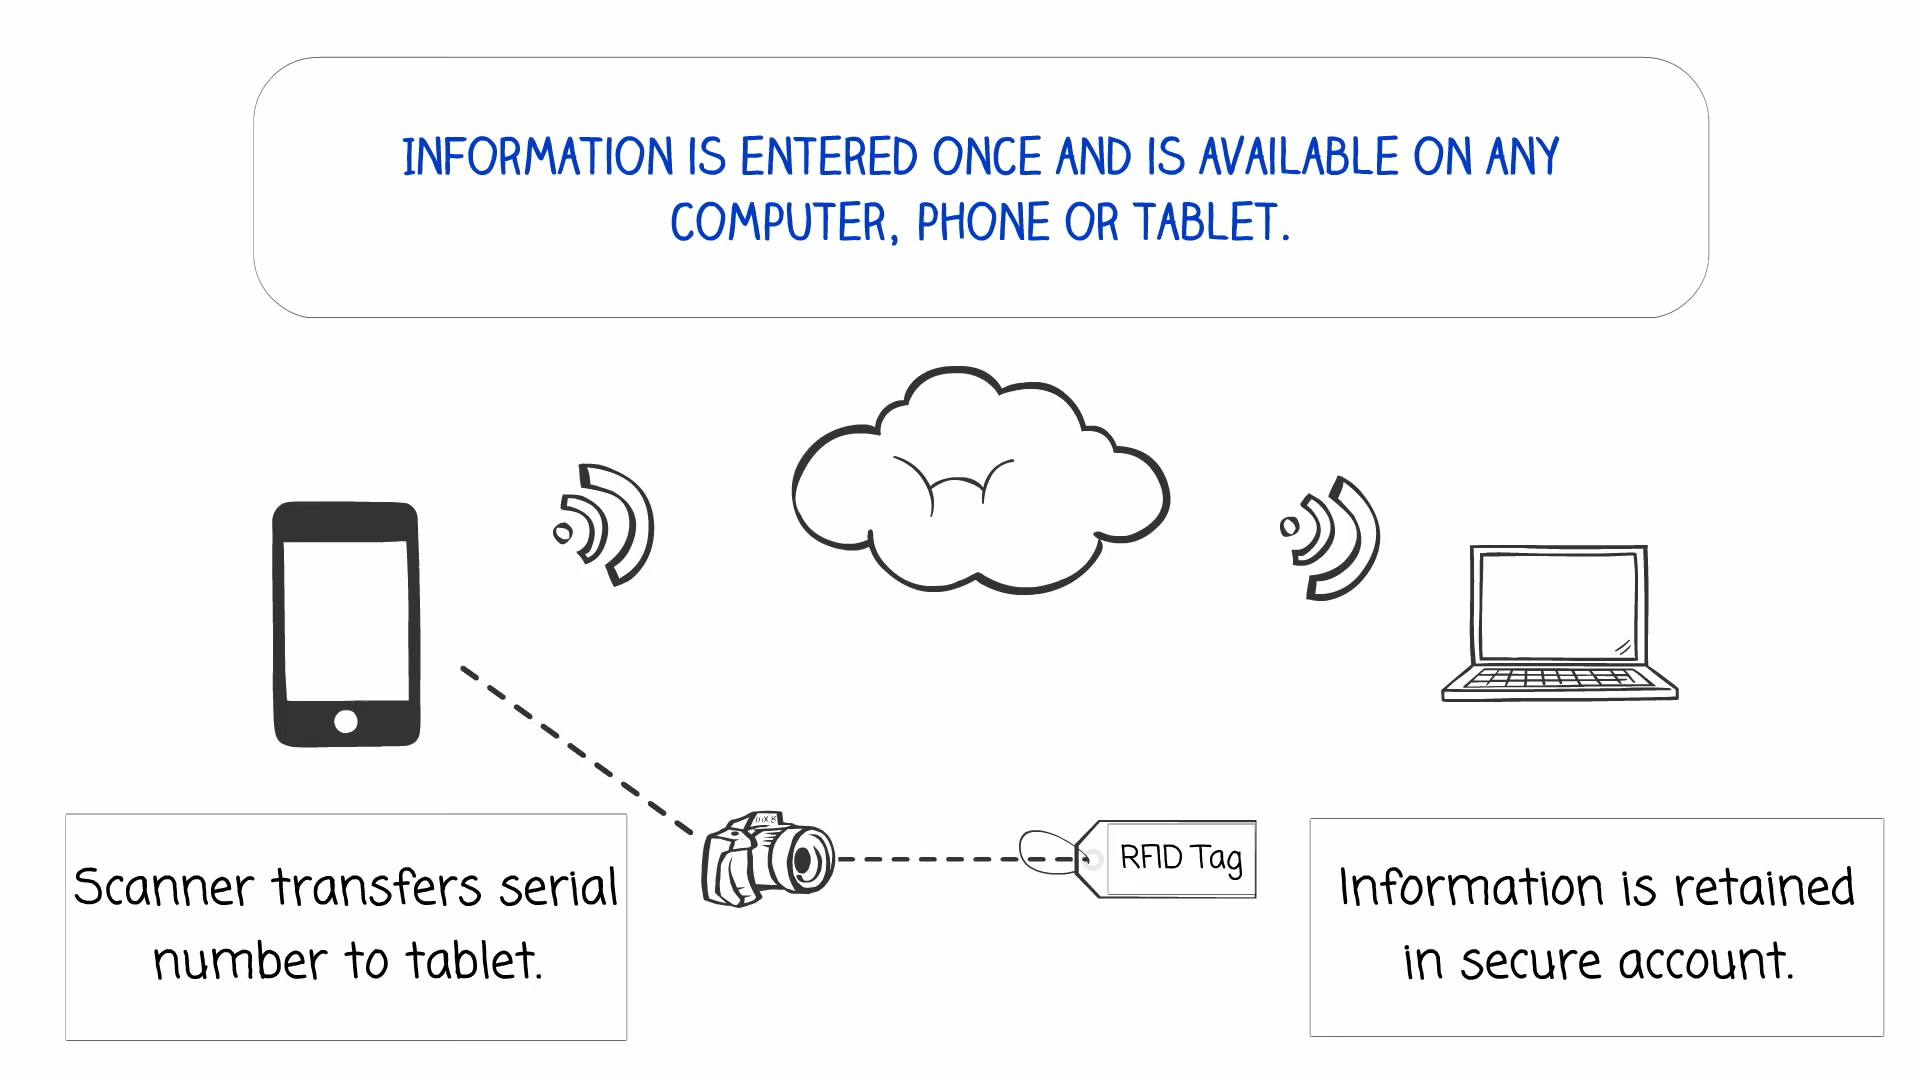 INFORMATION IS ENTERED ONCE AND IS AVAILABLE ON ANY
COMPUTER, PHONE OR TABLET.
RFID Tag
Scanner transfers serial
number to tablet.
Information is retained
in secure account.